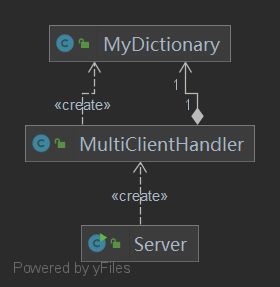 MyDictionary
«create»
1
1
MultiClientHandler
«create»
Server
Powered by yFiles